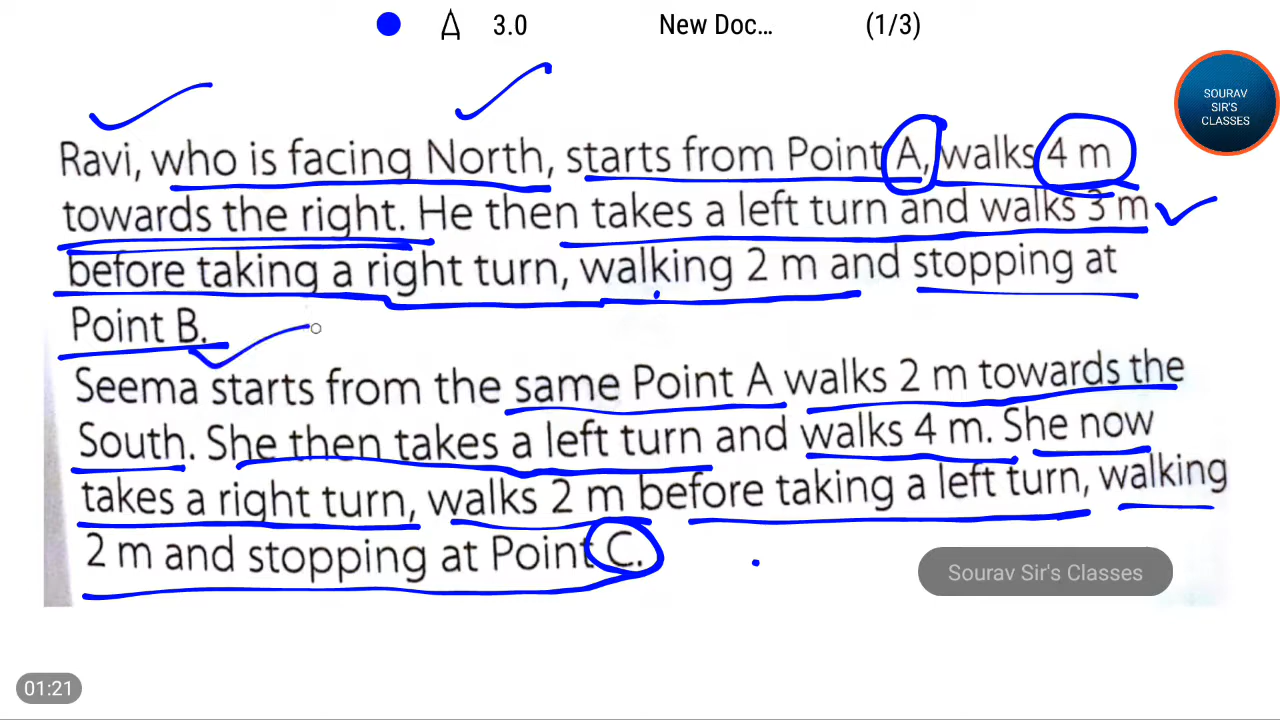 3.0 New Doc... (1/3)
SOURAV
SIR'S
CLASSES
Ravi, who is facing North, starts from Point A, walks 4 m
towards the right. He then takes a left turn and walks 3 m
before taking a right turn, walking 2 m and stopping at
Point B.
Seema starts from the same Point A walks 2 m towards the
South. She then takes a left turn and walks 4 m. She now
takes a right turn, walks 2 m before taking a left turn, walking
2 m and stopping at Point C.
Sourav Sir's Classes
01:21